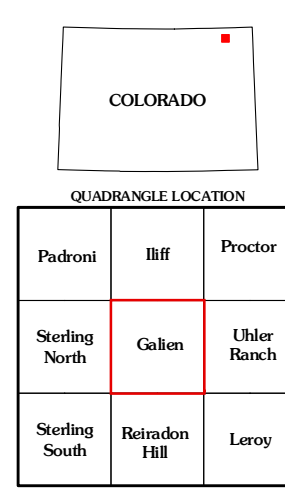 COLORADO
QUADRANGLE LOCATION
Padroni
Iliff
Proctor
Sterling
North
Galien
Uhler
Ranch
Sterling
South
Reiradon
Hill
Leroy